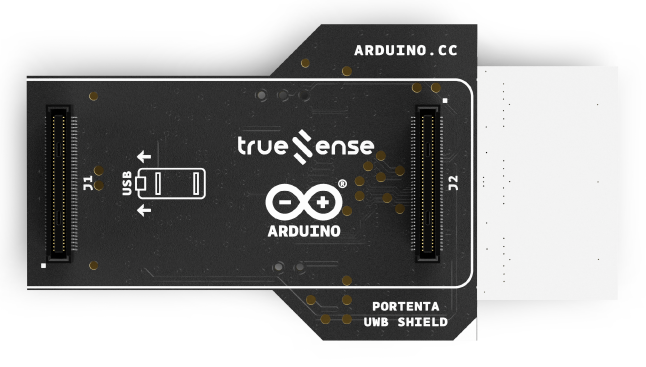 ARDUINO.CC
true sense
J1
USB
J2
®
ARDUINO
PORTENTA
UWB SHIELD